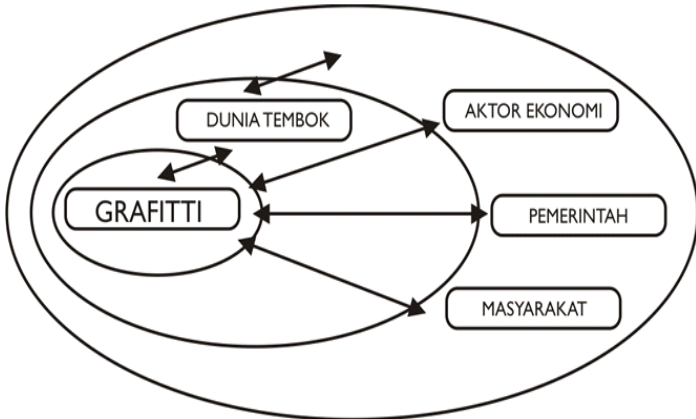 DUNIA TEMBOK
AKTOR EKONOMI
GRAFITTI
PEMERINTAH
MASYARAKAT